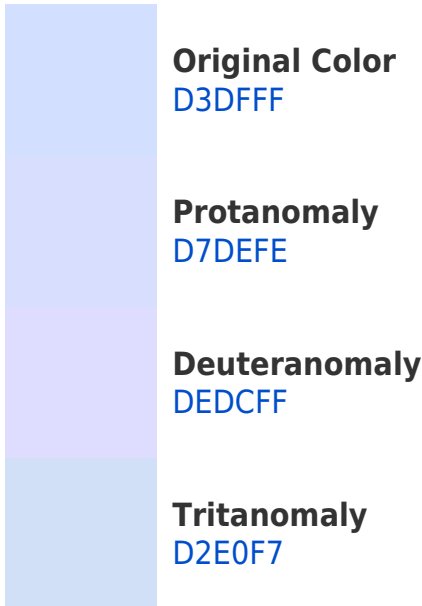 Original Color
D3DFFF
Protanomaly
D7DEFE
Deuteranomaly
DEDCFF
Tritanomaly
D2E0F7